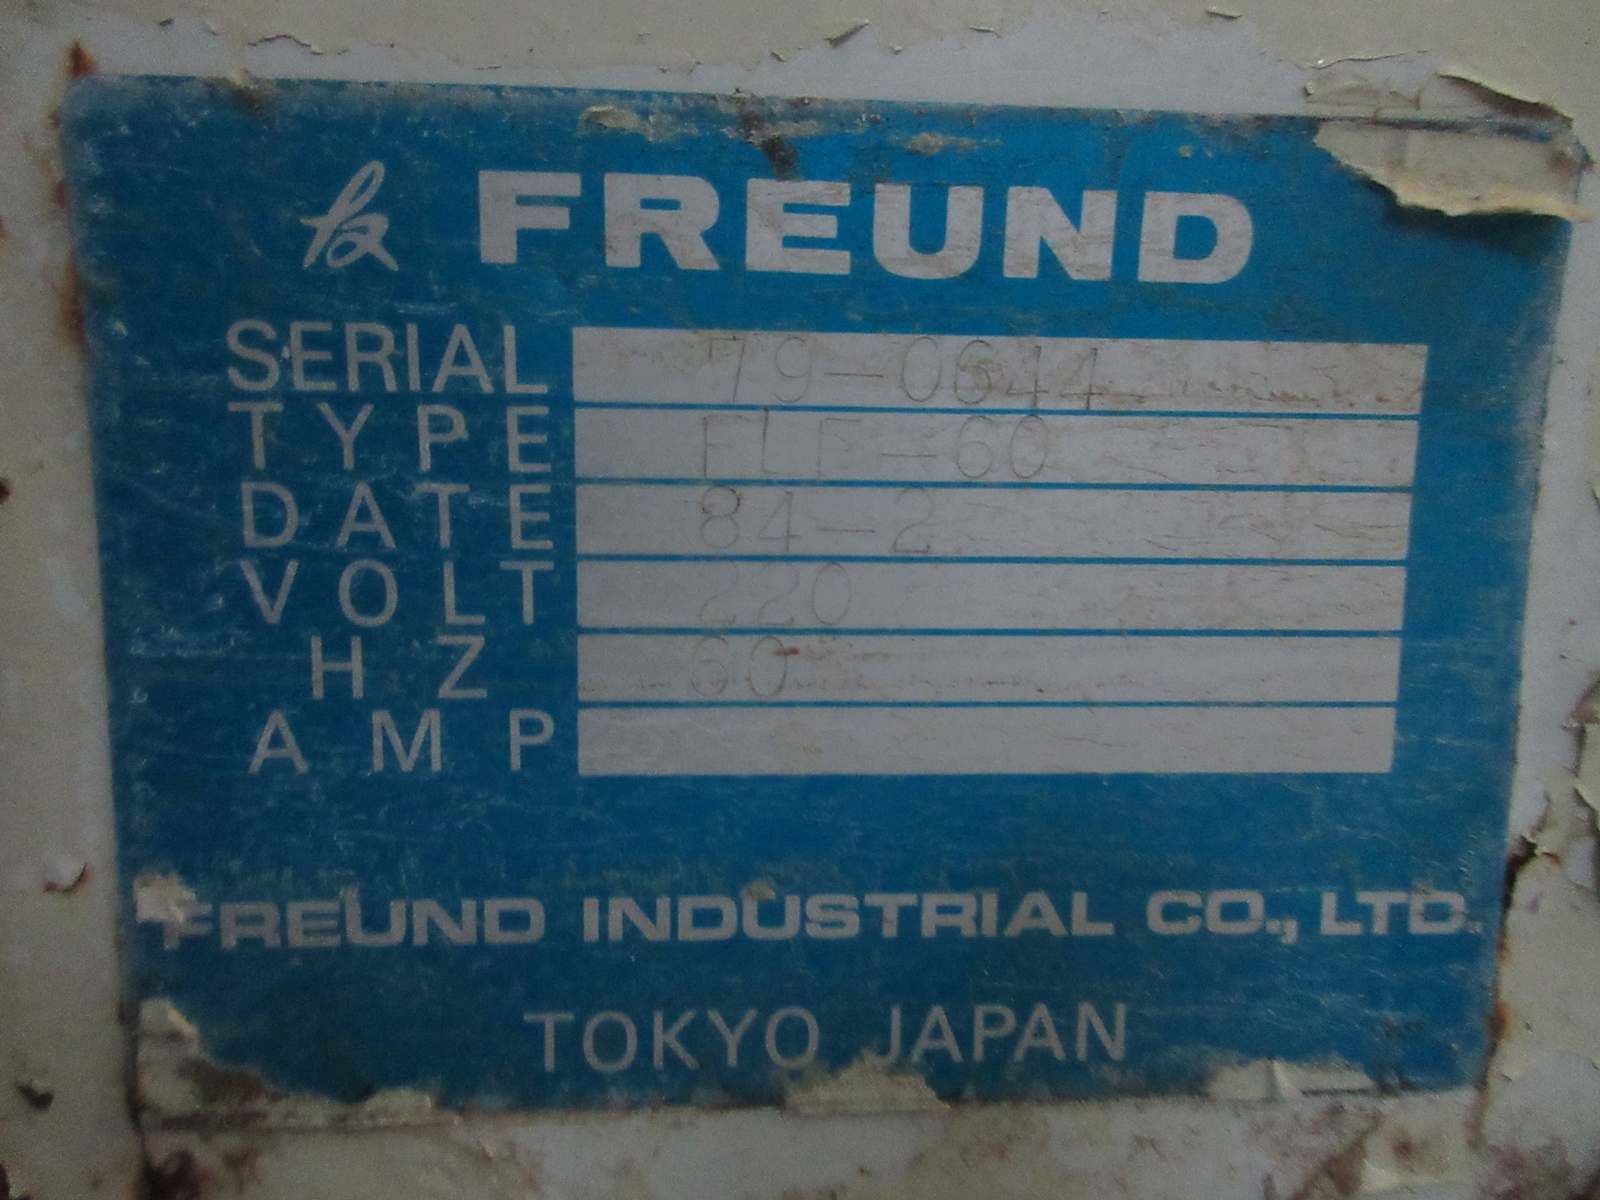 FREUND
SERIAL 79-0644
TYPE FLF-60
DATE 84-2
VOLT 220
HZ 60
AMP
FREUND INDUSTRIAL CO., LTD.
TOKYO JAPAN